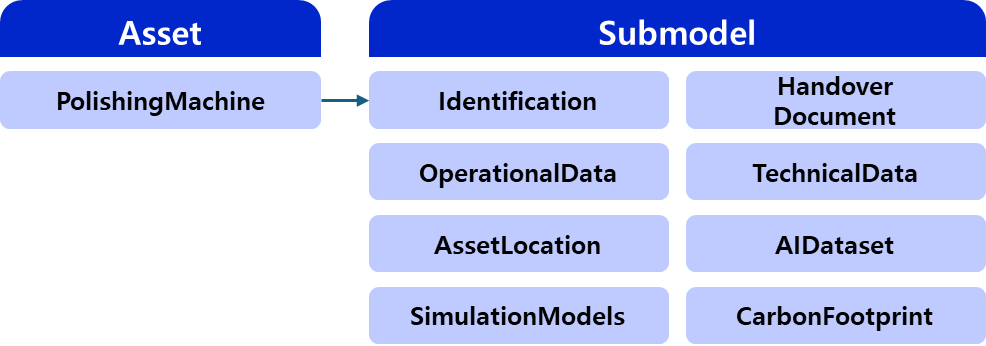 Asset
Submodel
PolishingMachine
Identification
Handover
Document
OperationalData
TechnicalData
AssetLocation
AIDataset
SimulationModels
CarbonFootprint